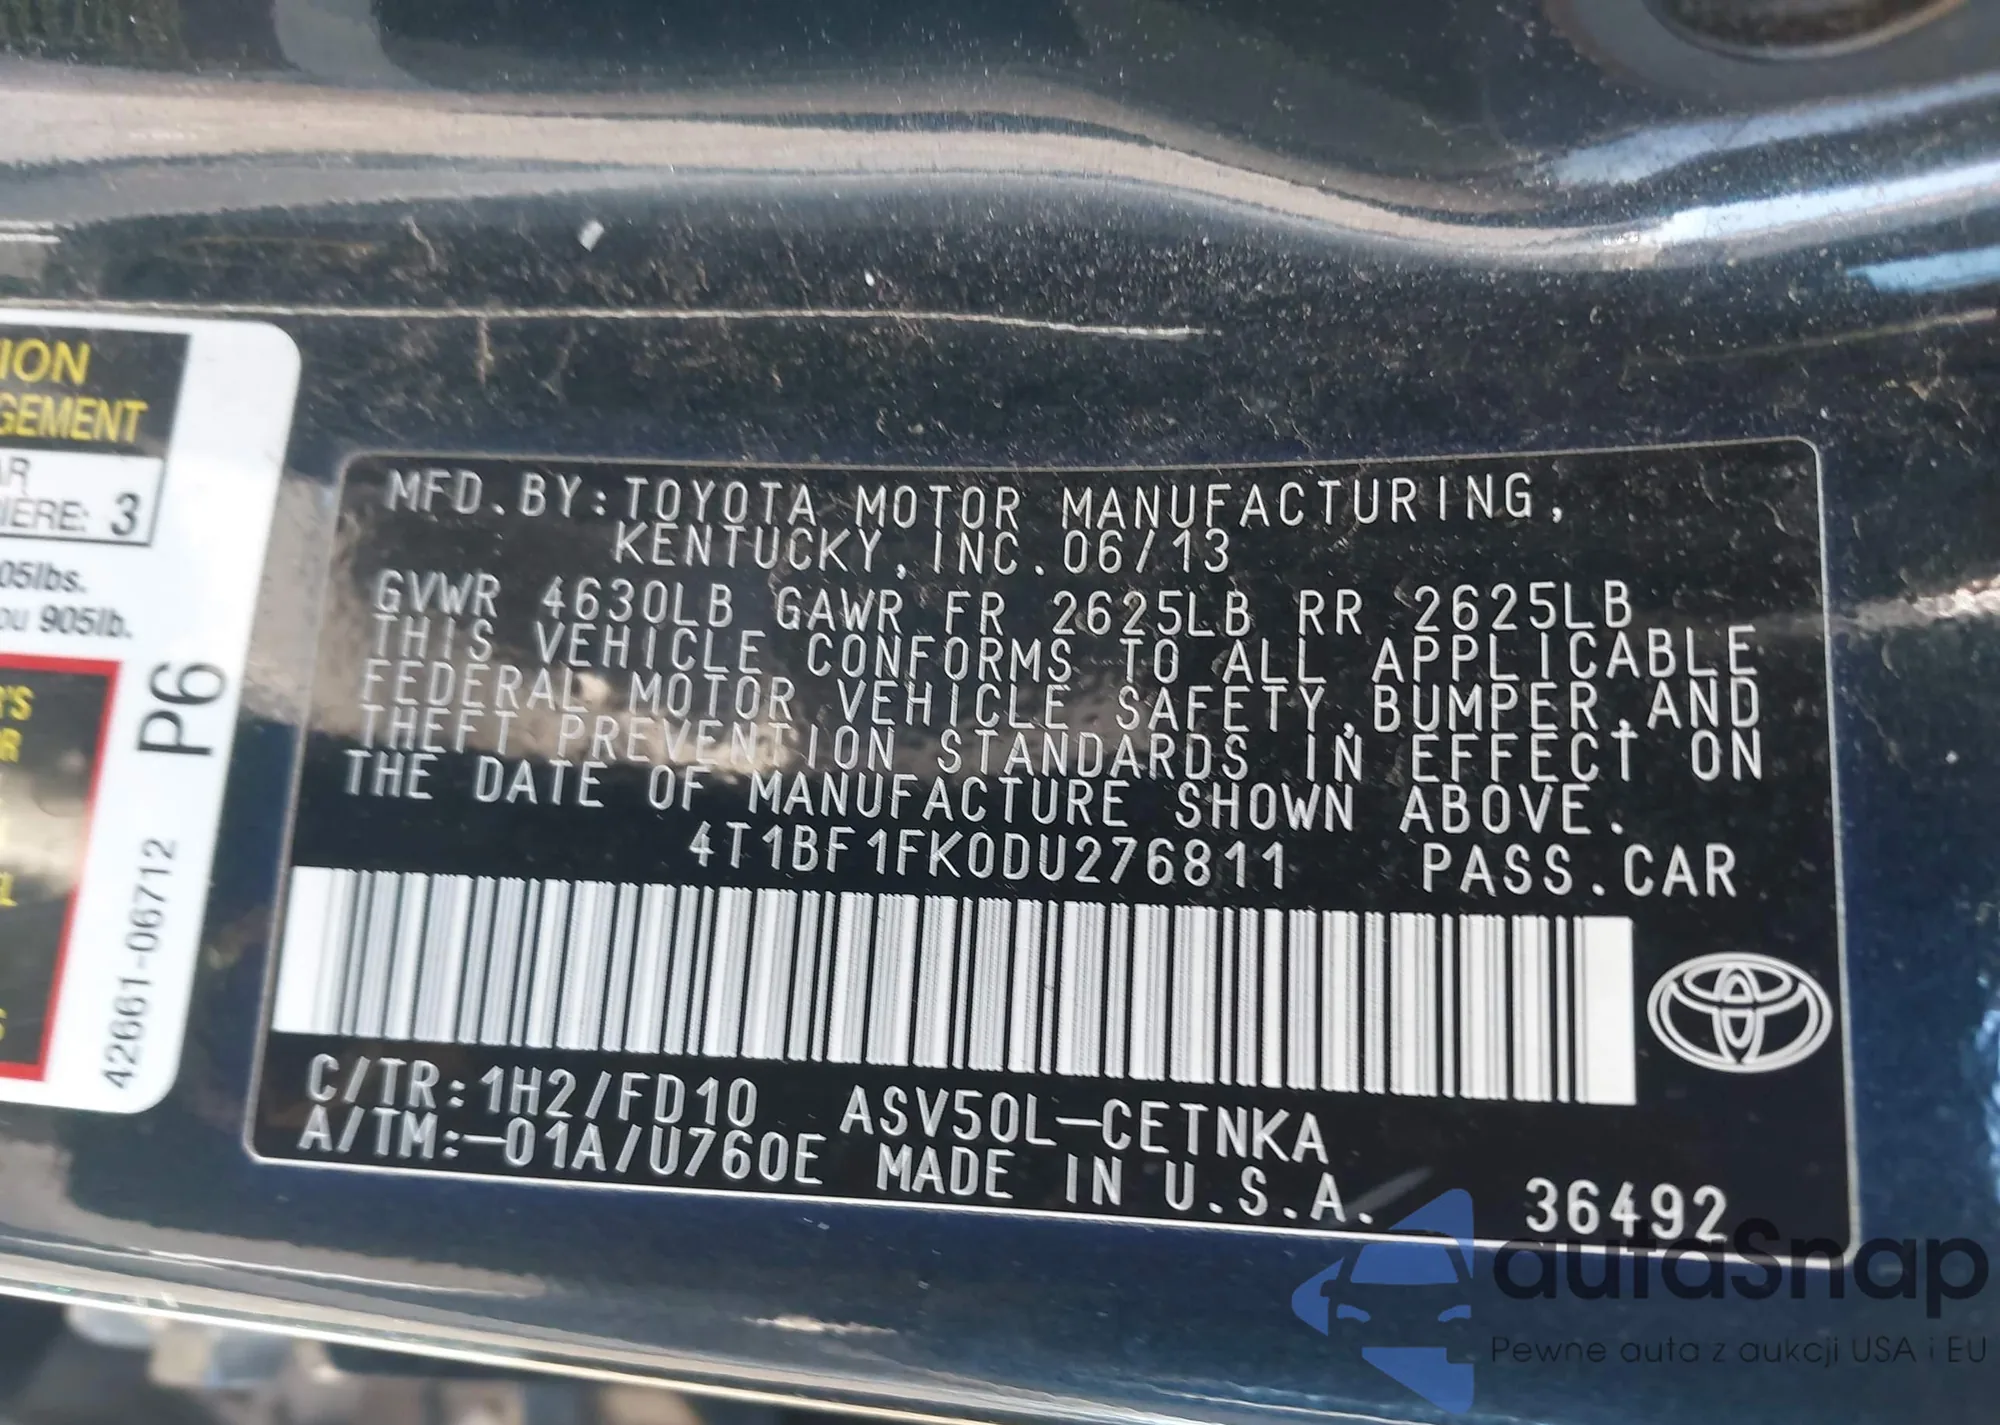 ION
GEMENT
AR
IERE: 3
905lbs.
ou 905lb.
P6
42661-06712
MFD.BY:TOYOTA MOTOR MANUFACTURING,
KENTUCKY,INC.06/13
GVWR 4630LB GAWR FR 2625LB RR 2625LB
THIS VEHICLE CONFORMS TO ALL APPLICABLE
FEDERAL MOTOR VEHICLE SAFETY,BUMPER,AND
THEFT PREVENTION STANDARDS IN EFFECT ON
THE DATE OF MANUFACTURE SHOWN ABOVE.
4T1BF1FK0DU276811 PASS.CAR
C/TR:1H2/FD10 ASV50L-CETNKA
A/TM:-01A/U760E MADE IN U.S.A. 36492
autaSnap
Pewne auta z aukcji USA i EU